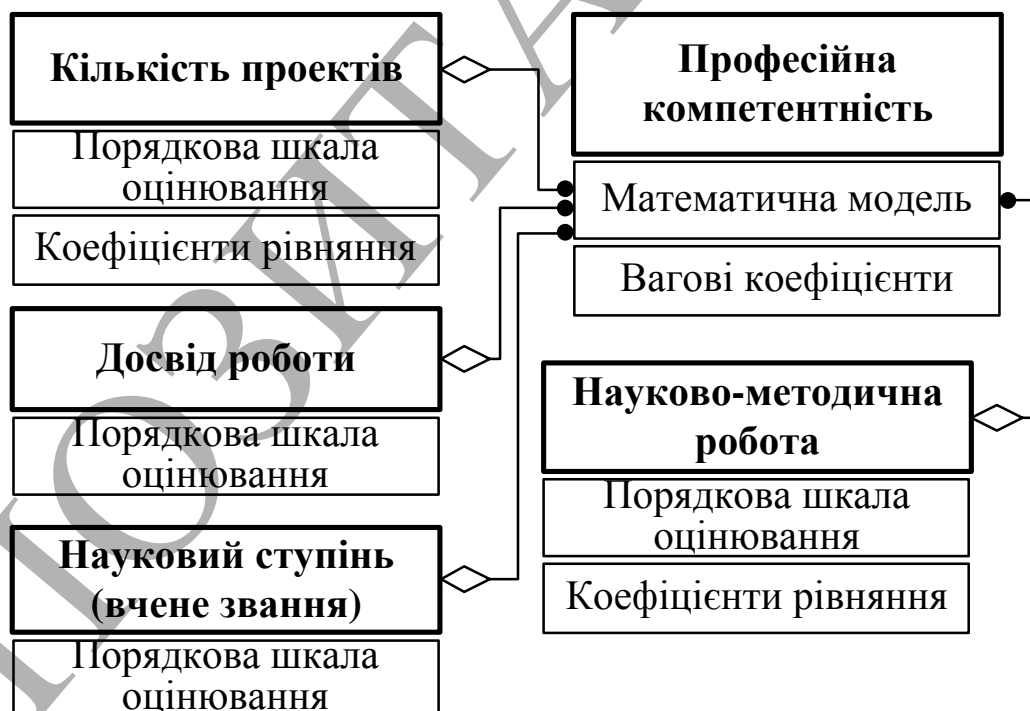 Кількість проектів
Порядкова шкала
оцінювання
Коефіцієнти рівняння
Досвід роботи
Порядкова шкала
оцінювання
Науковий ступінь
(вчене звання)
Порядкова шкала
оцінювання
Професійна
компетентність
Математична модель
Вагові коефіцієнти
Науково-методична
робота
Порядкова шкала
оцінювання
Коефіцієнти рівняння